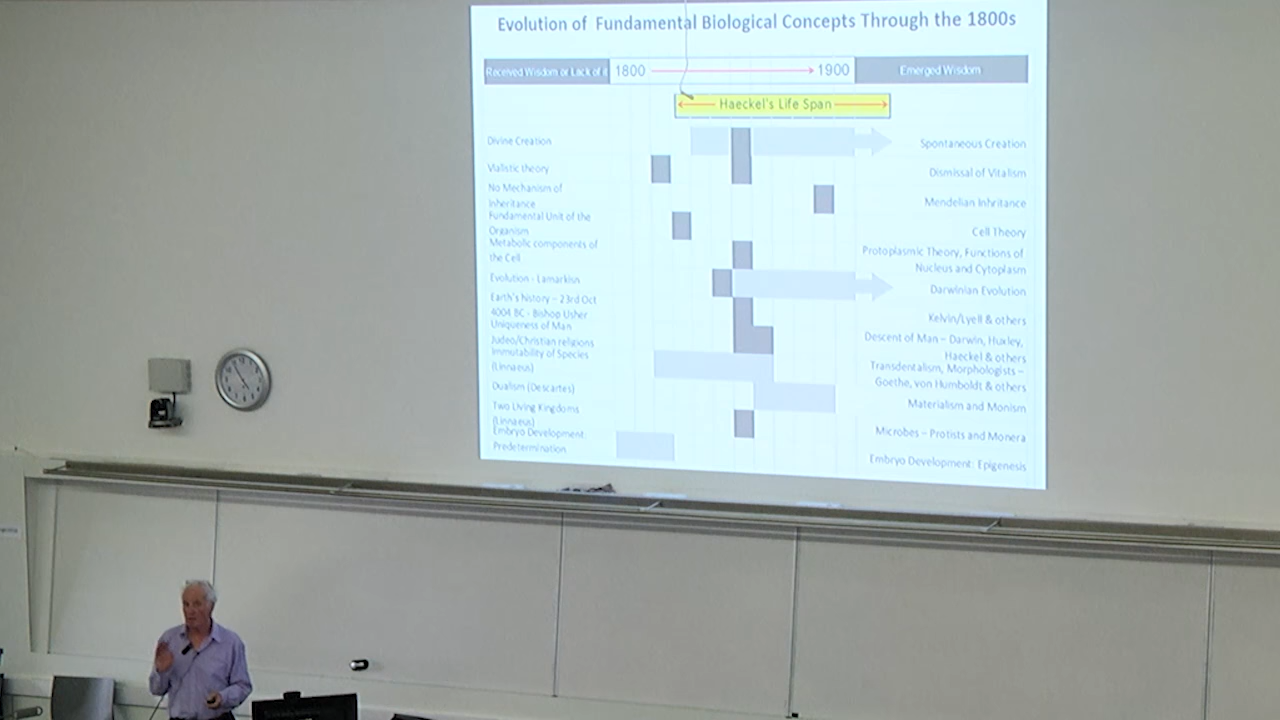 Evolution of Fundamental Biological Concepts Through the 1800s
Received Wisdom or Lack of it 1800 1900 Emerged Wisdom
Haeckel's Life Span
Divine Creation
Spontaneous Creation
Vialistic theory
Dismissal of Vitalism
No Mechanism of
Inheritance
Mendelian Inhritance
Fundamental Unit of the
Organism
Cell Theory
Metabolic components of
the Cell
Protoplasmic Theory, Functions of
Nucleus and Cytoplasm
Evolution - Lamarkisn
Darwinian Evolution
Earth's history – 23rd Oct
4004 BC - Bishop Usher
Kelvin/Lyell & others
Uniqueness of Man
Judeo/Christian religions
Descent of Man – Darwin, Huxley,
Haeckel & others
Immutability of Species
(Linnaeus)
Transdentalism, Morphologists –
Goethe, von Humboldt & others
Dualism (Descartes)
Materialism and Monism
Two Living Kingdoms
(Linnaeus)
Microbes – Protists and Monera
Embryo Development:
Predetermination
Embryo Development: Epigenesis